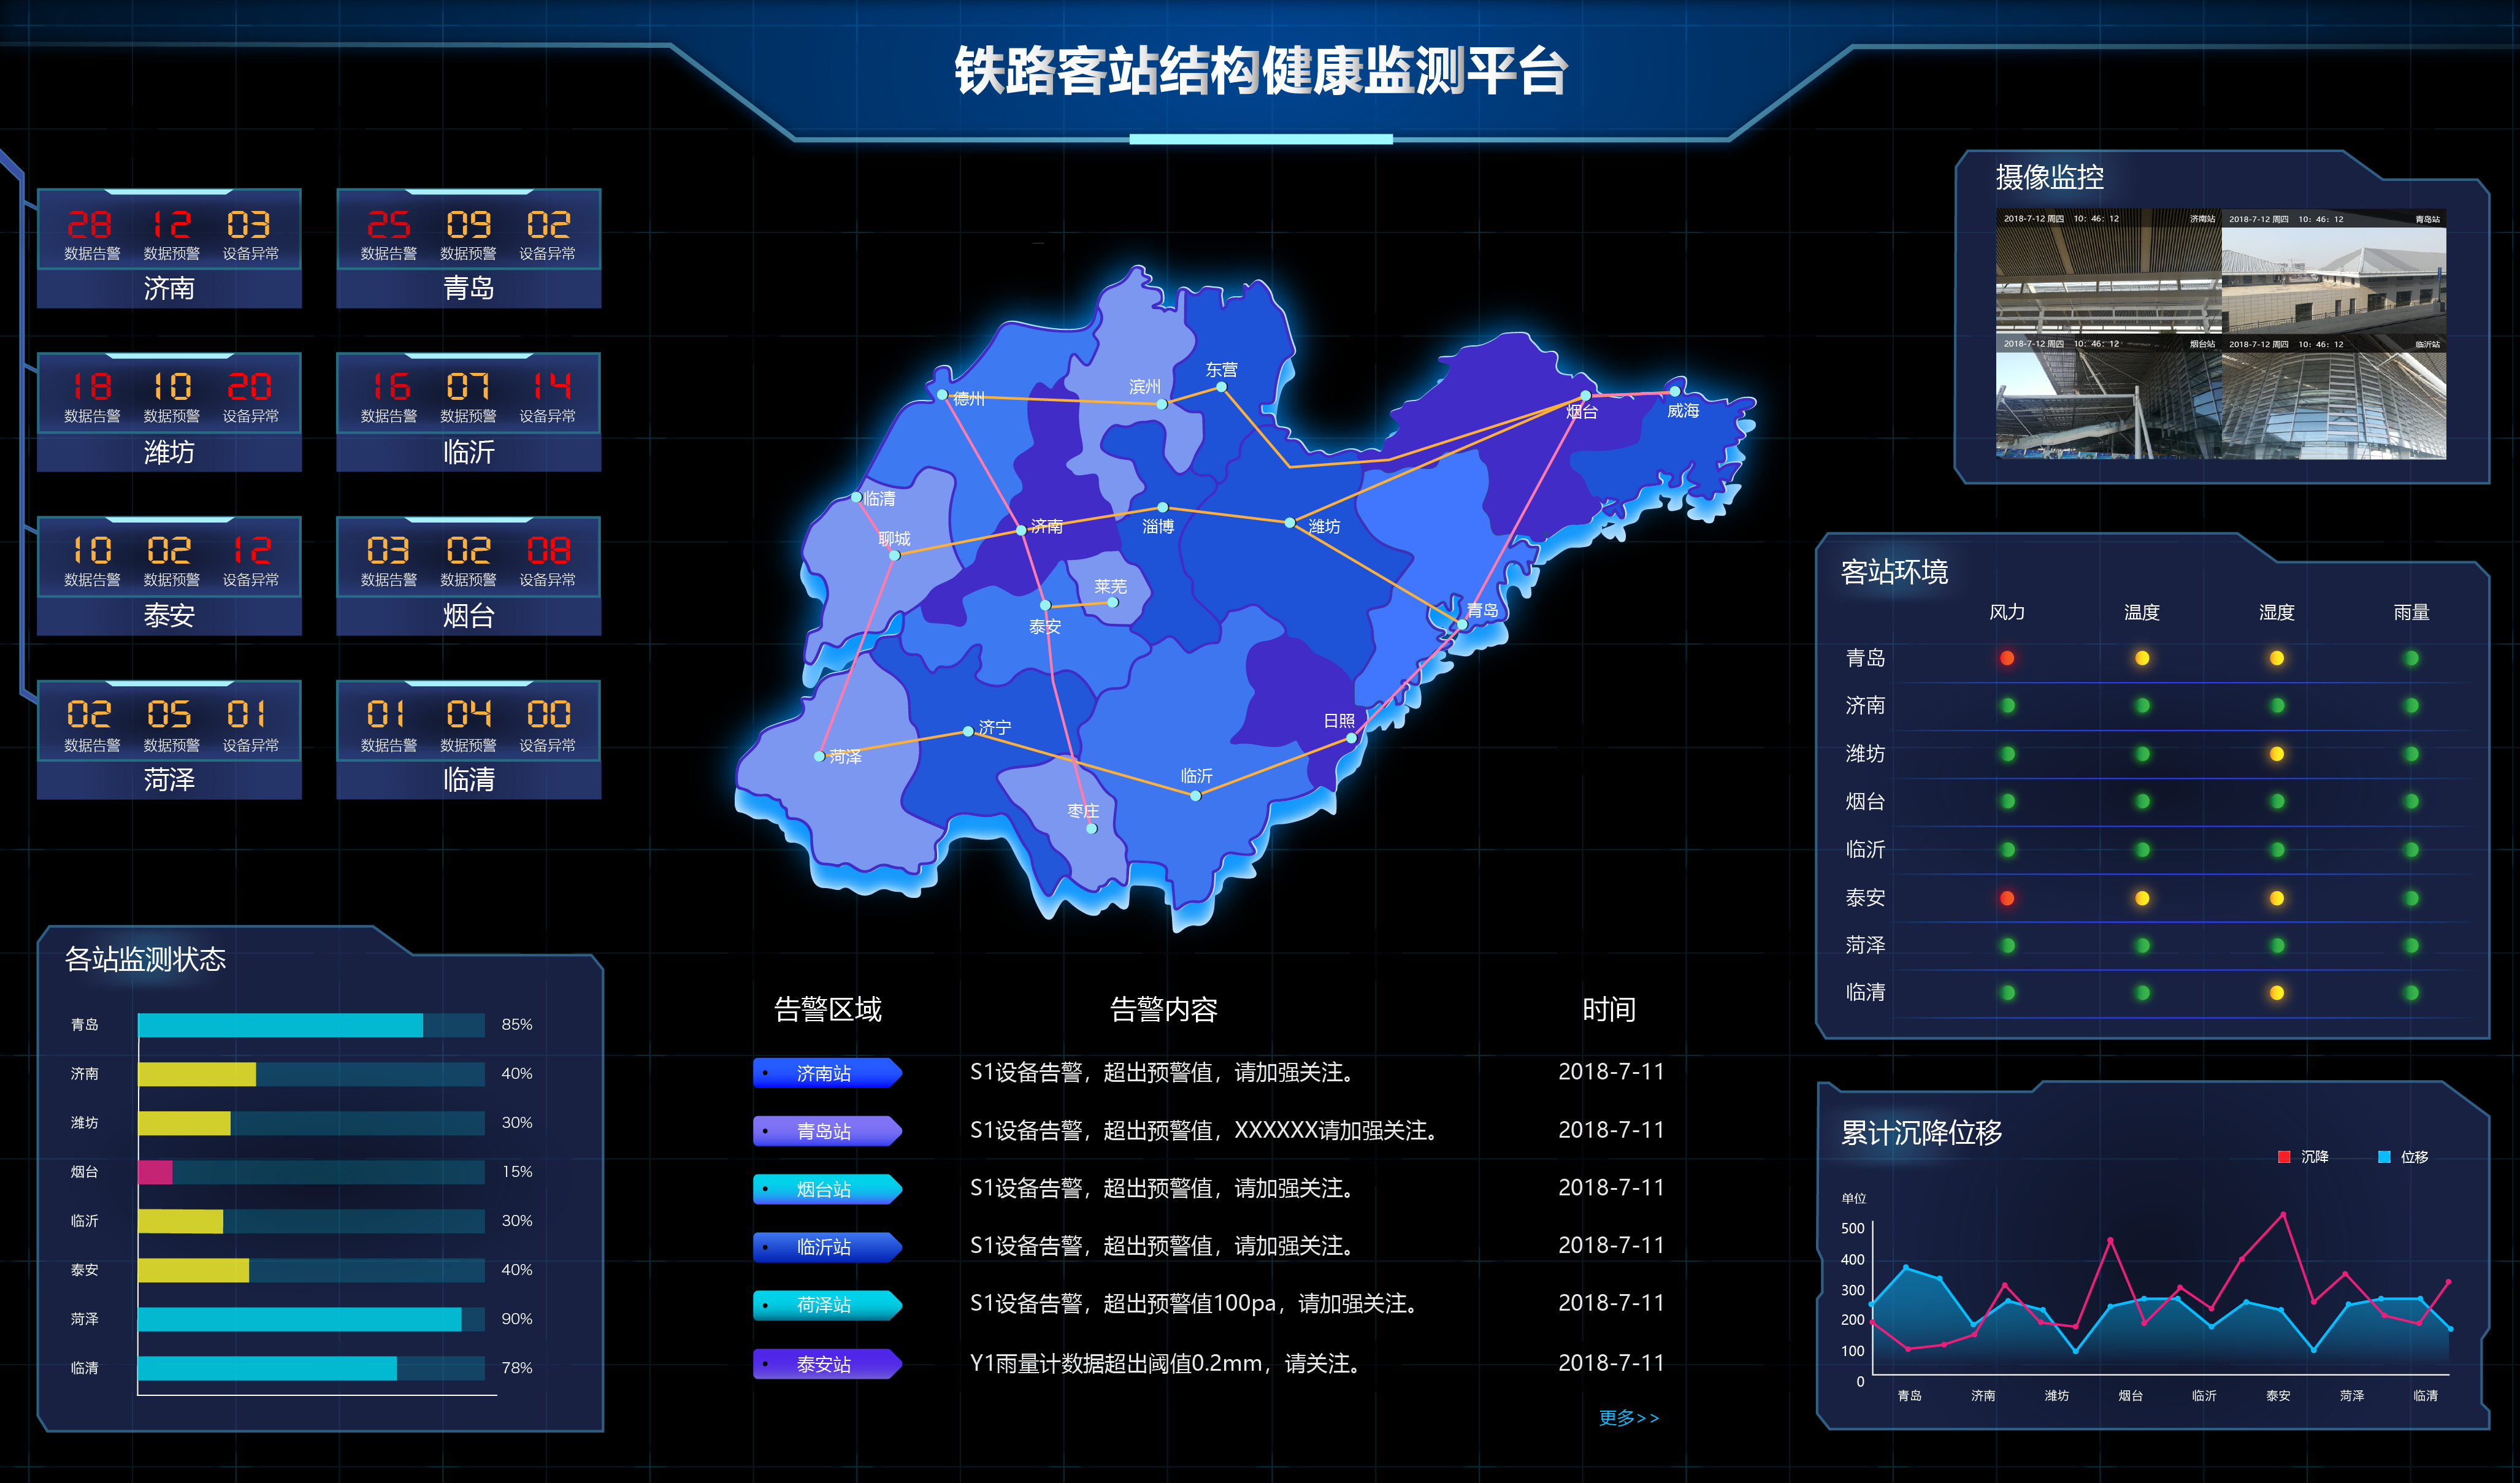 铁路客站结构健康监测平台
28 12 03
数据告警 数据预警 设备异常
济南
25 09 02
数据告警 数据预警 设备异常
青岛
18 10 20
数据告警 数据预警 设备异常
潍坊
16 07 14
数据告警 数据预警 设备异常
临沂
10 02 12
数据告警 数据预警 设备异常
泰安
03 02 08
数据告警 数据预警 设备异常
烟台
02 05 01
数据告警 数据预警 设备异常
菏泽
01 04 00
数据告警 数据预警 设备异常
临清
各站监测状态
青岛 85%
济南 40%
潍坊 30%
烟台 15%
临沂 30%
泰安 40%
菏泽 90%
临清 78%
东营
滨州
德州
烟台
威海
临清
济南
淄博
潍坊
聊城
莱芜
青岛
泰安
日照
济宁
菏泽
临沂
枣庄
告警区域 告警内容 时间
济南站 S1设备告警，超出预警值，请加强关注。 2018-7-11
青岛站 S1设备告警，超出预警值，XXXXXX请加强关注。 2018-7-11
烟台站 S1设备告警，超出预警值，请加强关注。 2018-7-11
临沂站 S1设备告警，超出预警值，请加强关注。 2018-7-11
荷泽站 S1设备告警，超出预警值100pa，请加强关注。 2018-7-11
泰安站 Y1雨量计数据超出阈值0.2mm，请关注。 2018-7-11
更多>>
摄像监控
2018-7-12 周四 10：46：12 济南站
2018-7-12 周四 10：46：12 青岛站
2018-7-12 周四 10：46：12 烟台站
2018-7-12 周四 10：46：12 临沂站
客站环境
风力 温度 湿度 雨量
青岛
济南
潍坊
烟台
临沂
泰安
菏泽
临清
累计沉降位移
沉降 位移
单位
500
400
300
200
100
0
青岛 济南 潍坊 烟台 临沂 泰安 菏泽 临清